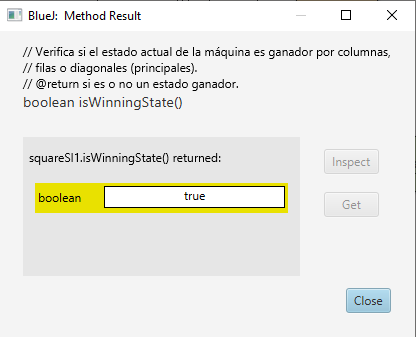 BlueJ: Method Result
// Verifica si el estado actual de la máquina es ganador por columnas,
// filas o diagonales (principales).
// @return si es o no un estado ganador.
boolean isWinningState()
squareSl1.isWinningState() returned:
boolean true
Inspect
Get
Close